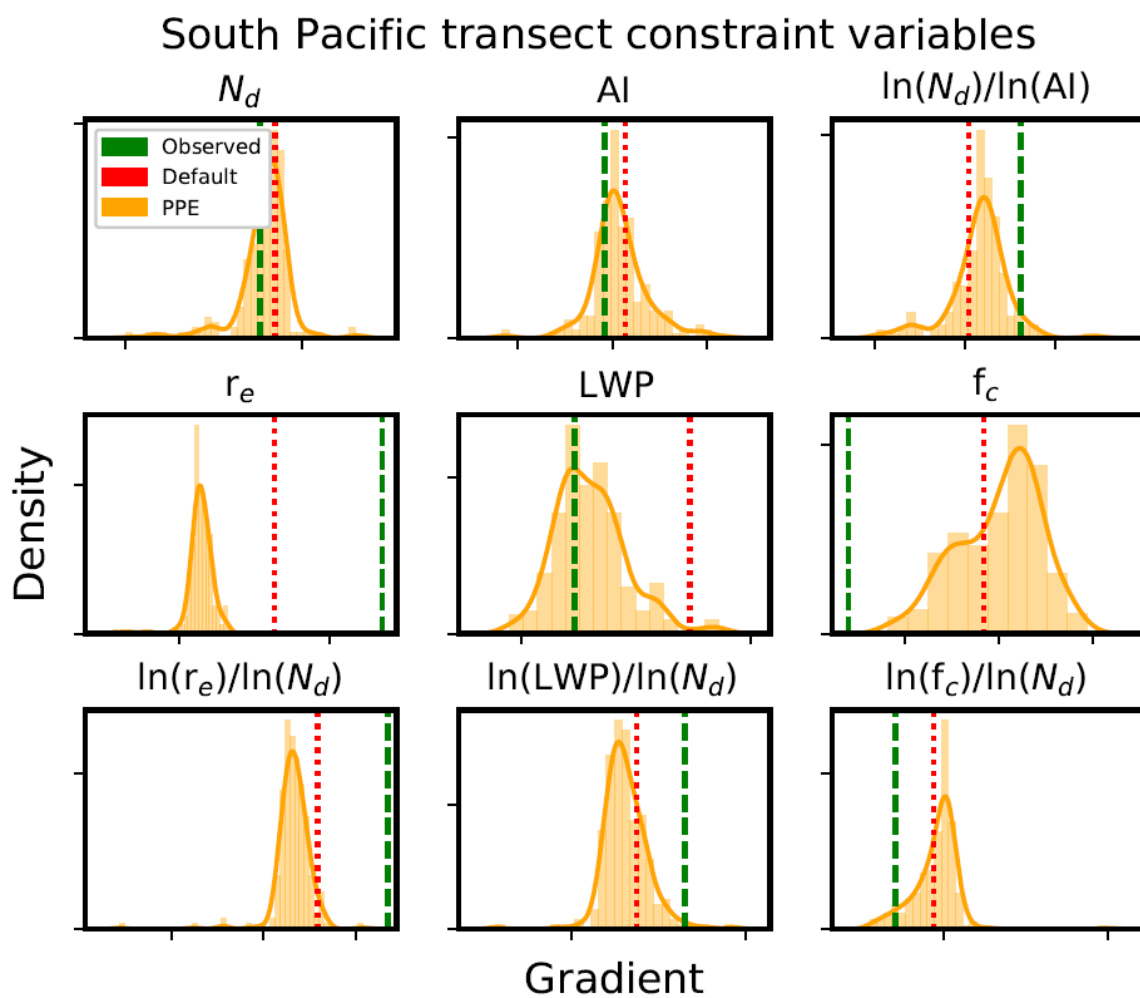 South Pacific transect constraint variables
N_d
AI
ln(N_d)/ln(AI)
Observed
Default
PPE
r_e
LWP
f_c
Density
ln(r_e)/ln(N_d)
ln(LWP)/ln(N_d)
ln(f_c)/ln(N_d)
Gradient